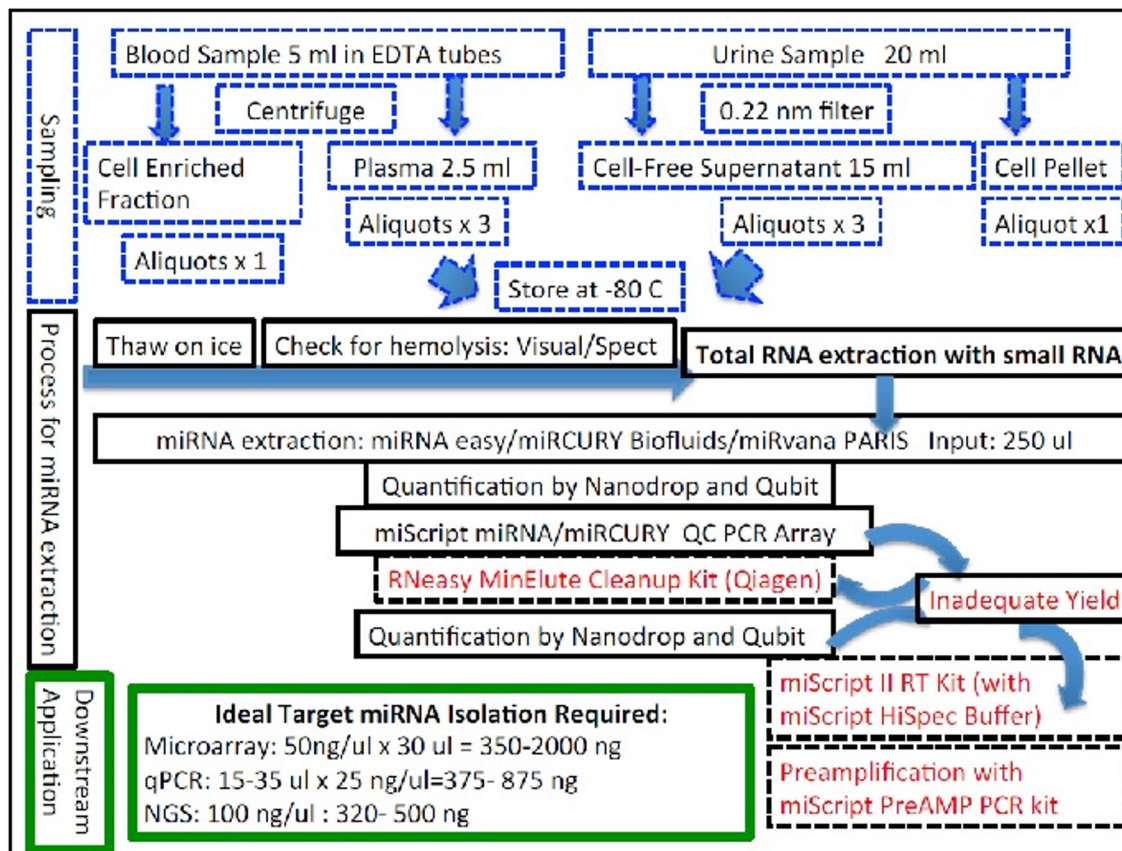 Sampling
Blood Sample 5 ml in EDTA tubes
Urine Sample 20 ml
Centrifuge
0.22 nm filter
Cell Enriched
Fraction
Plasma 2.5 ml
Cell-Free Supernatant 15 ml
Cell Pellet
Aliquots x 1
Aliquots x 3
Aliquots x 3
Aliquot x1
Store at -80 C
Process for miRNA extraction
Thaw on ice
Check for hemolysis: Visual/Spect
Total RNA extraction with small RNA
miRNA extraction: miRNA easy/miRCURY Biofluids/miRvana PARIS Input: 250 ul
Quantification by Nanodrop and Qubit
miScript miRNA/miRCURY QC PCR Array
RNeasy MinElute Cleanup Kit (Qiagen)
Inadequate Yield
Quantification by Nanodrop and Qubit
miScript II RT Kit (with
miScript HiSpec Buffer)
Preamplification with
miScript PreAMP PCR kit
Downstream
Application
Ideal Target miRNA Isolation Required:
Microarray: 50ng/ul x 30 ul = 350-2000 ng
qPCR: 15-35 ul x 25 ng/ul=375- 875 ng
NGS: 100 ng/ul : 320- 500 ng